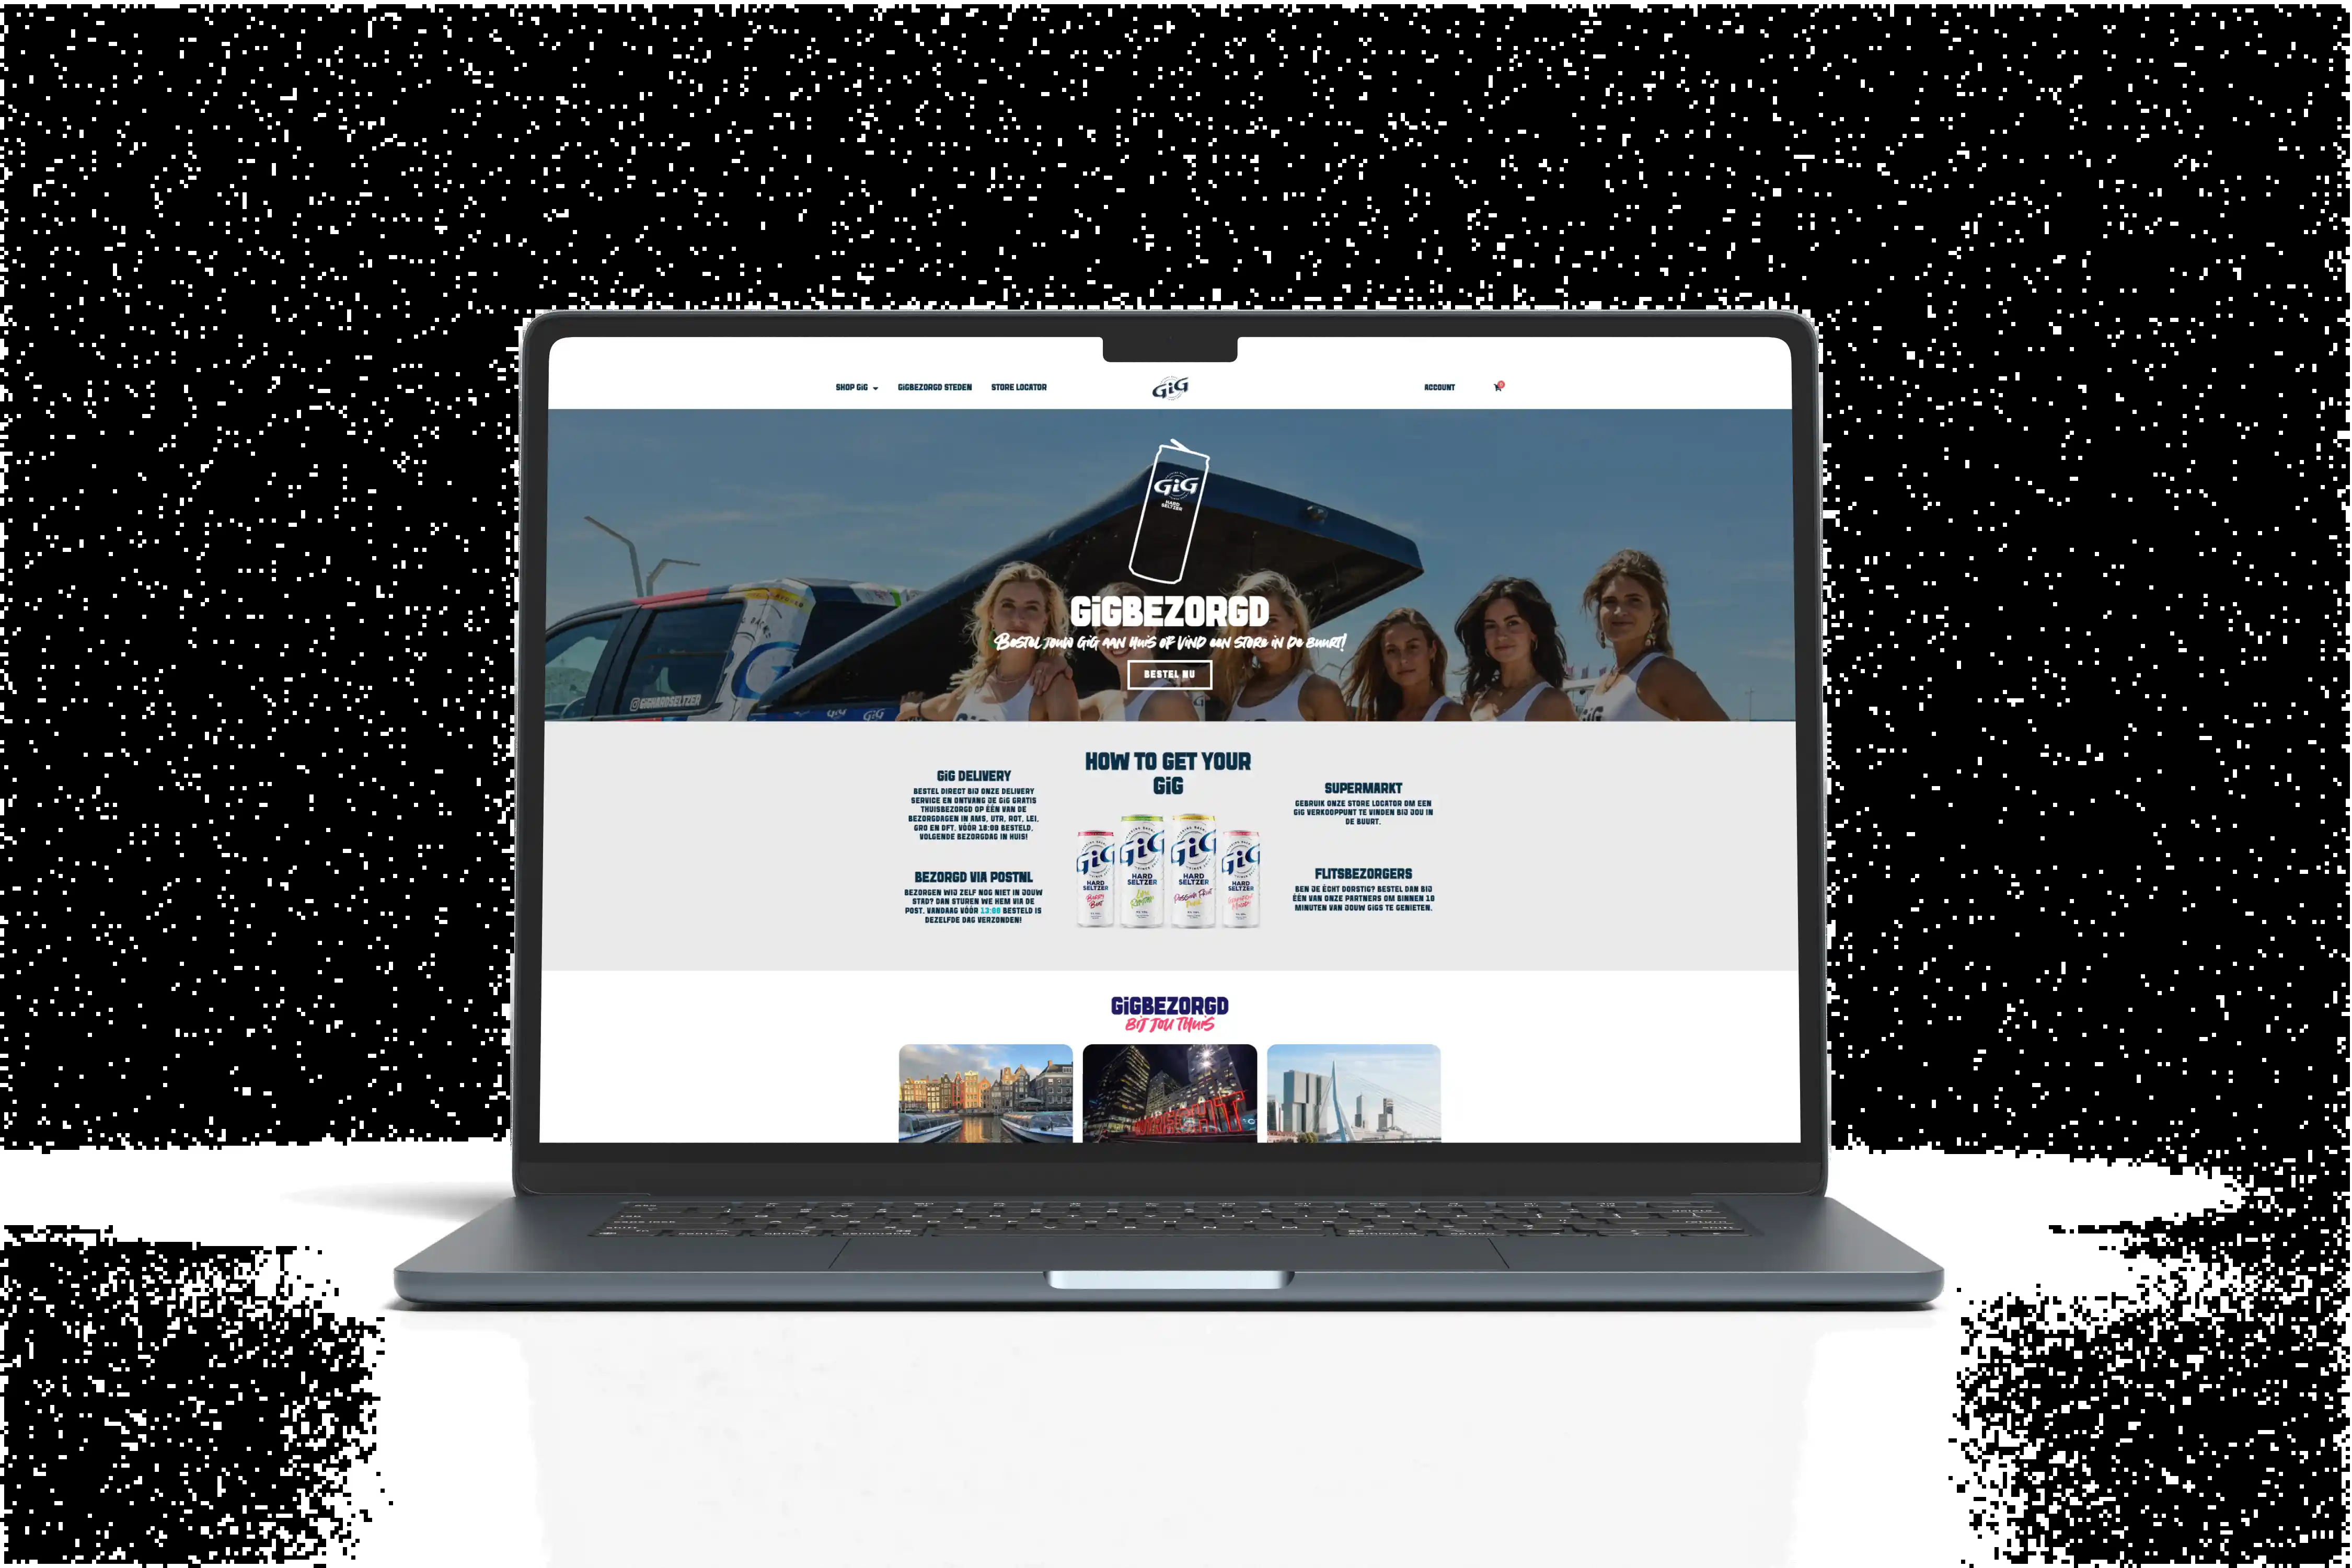 SHOP GiG
GiGBEZORGD STEDEN
STORE LOCATOR
GiG
ACCOUNT
GiG
HARD
SELTZER
GiGBEZORGD
Bestel jouw GiG aan huis of vind een store in de buurt!
BESTEL NU
@GIGHARDSELTZER
GiG
GiG
HOW TO GET YOUR
GiG
GiG DELIVERY
BESTEL DIRECT BIJ ONZE DELIVERY
SERVICE EN ONTVANG JE GiG GRATIS
THUISBEZORGD OP ÉÉN VAN DE
BEZORGDAGEN IN AMS, UTR, ROT, LEI,
GRO EN DFT. VÓÓR 18:00 BESTELD,
VOLGENDE BEZORGDAG IN HUIS!
BEZORGD VIA POSTNL
BEZORGEN WIJ ZELF NOG NIET IN JOUW
STAD? DAN STUREN WE HEM VIA DE
POST. VANDAAG VÓÓR 13:00 BESTELD IS
DEZELFDE DAG VERZONDEN!
GiG
HARD
SELTZER
GiG
HARD
SELTZER
GiG
HARD
SELTZER
GiG
HARD
SELTZER
SUPERMARKT
GEBRUIK ONZE STORE LOCATOR OM EEN
GiG VERKOOPPUNT TE VINDEN BIJ JOU IN
DE BUURT.
FLITSBEZORGERS
BEN JE ÉCHT DORSTIG? BESTEL DAN BIJ
ÉÉN VAN ONZE PARTNERS OM BINNEN 10
MINUTEN VAN JOUW GIGS TE GENIETEN.
GiGBEZORGD
BIJ JOU THUIS